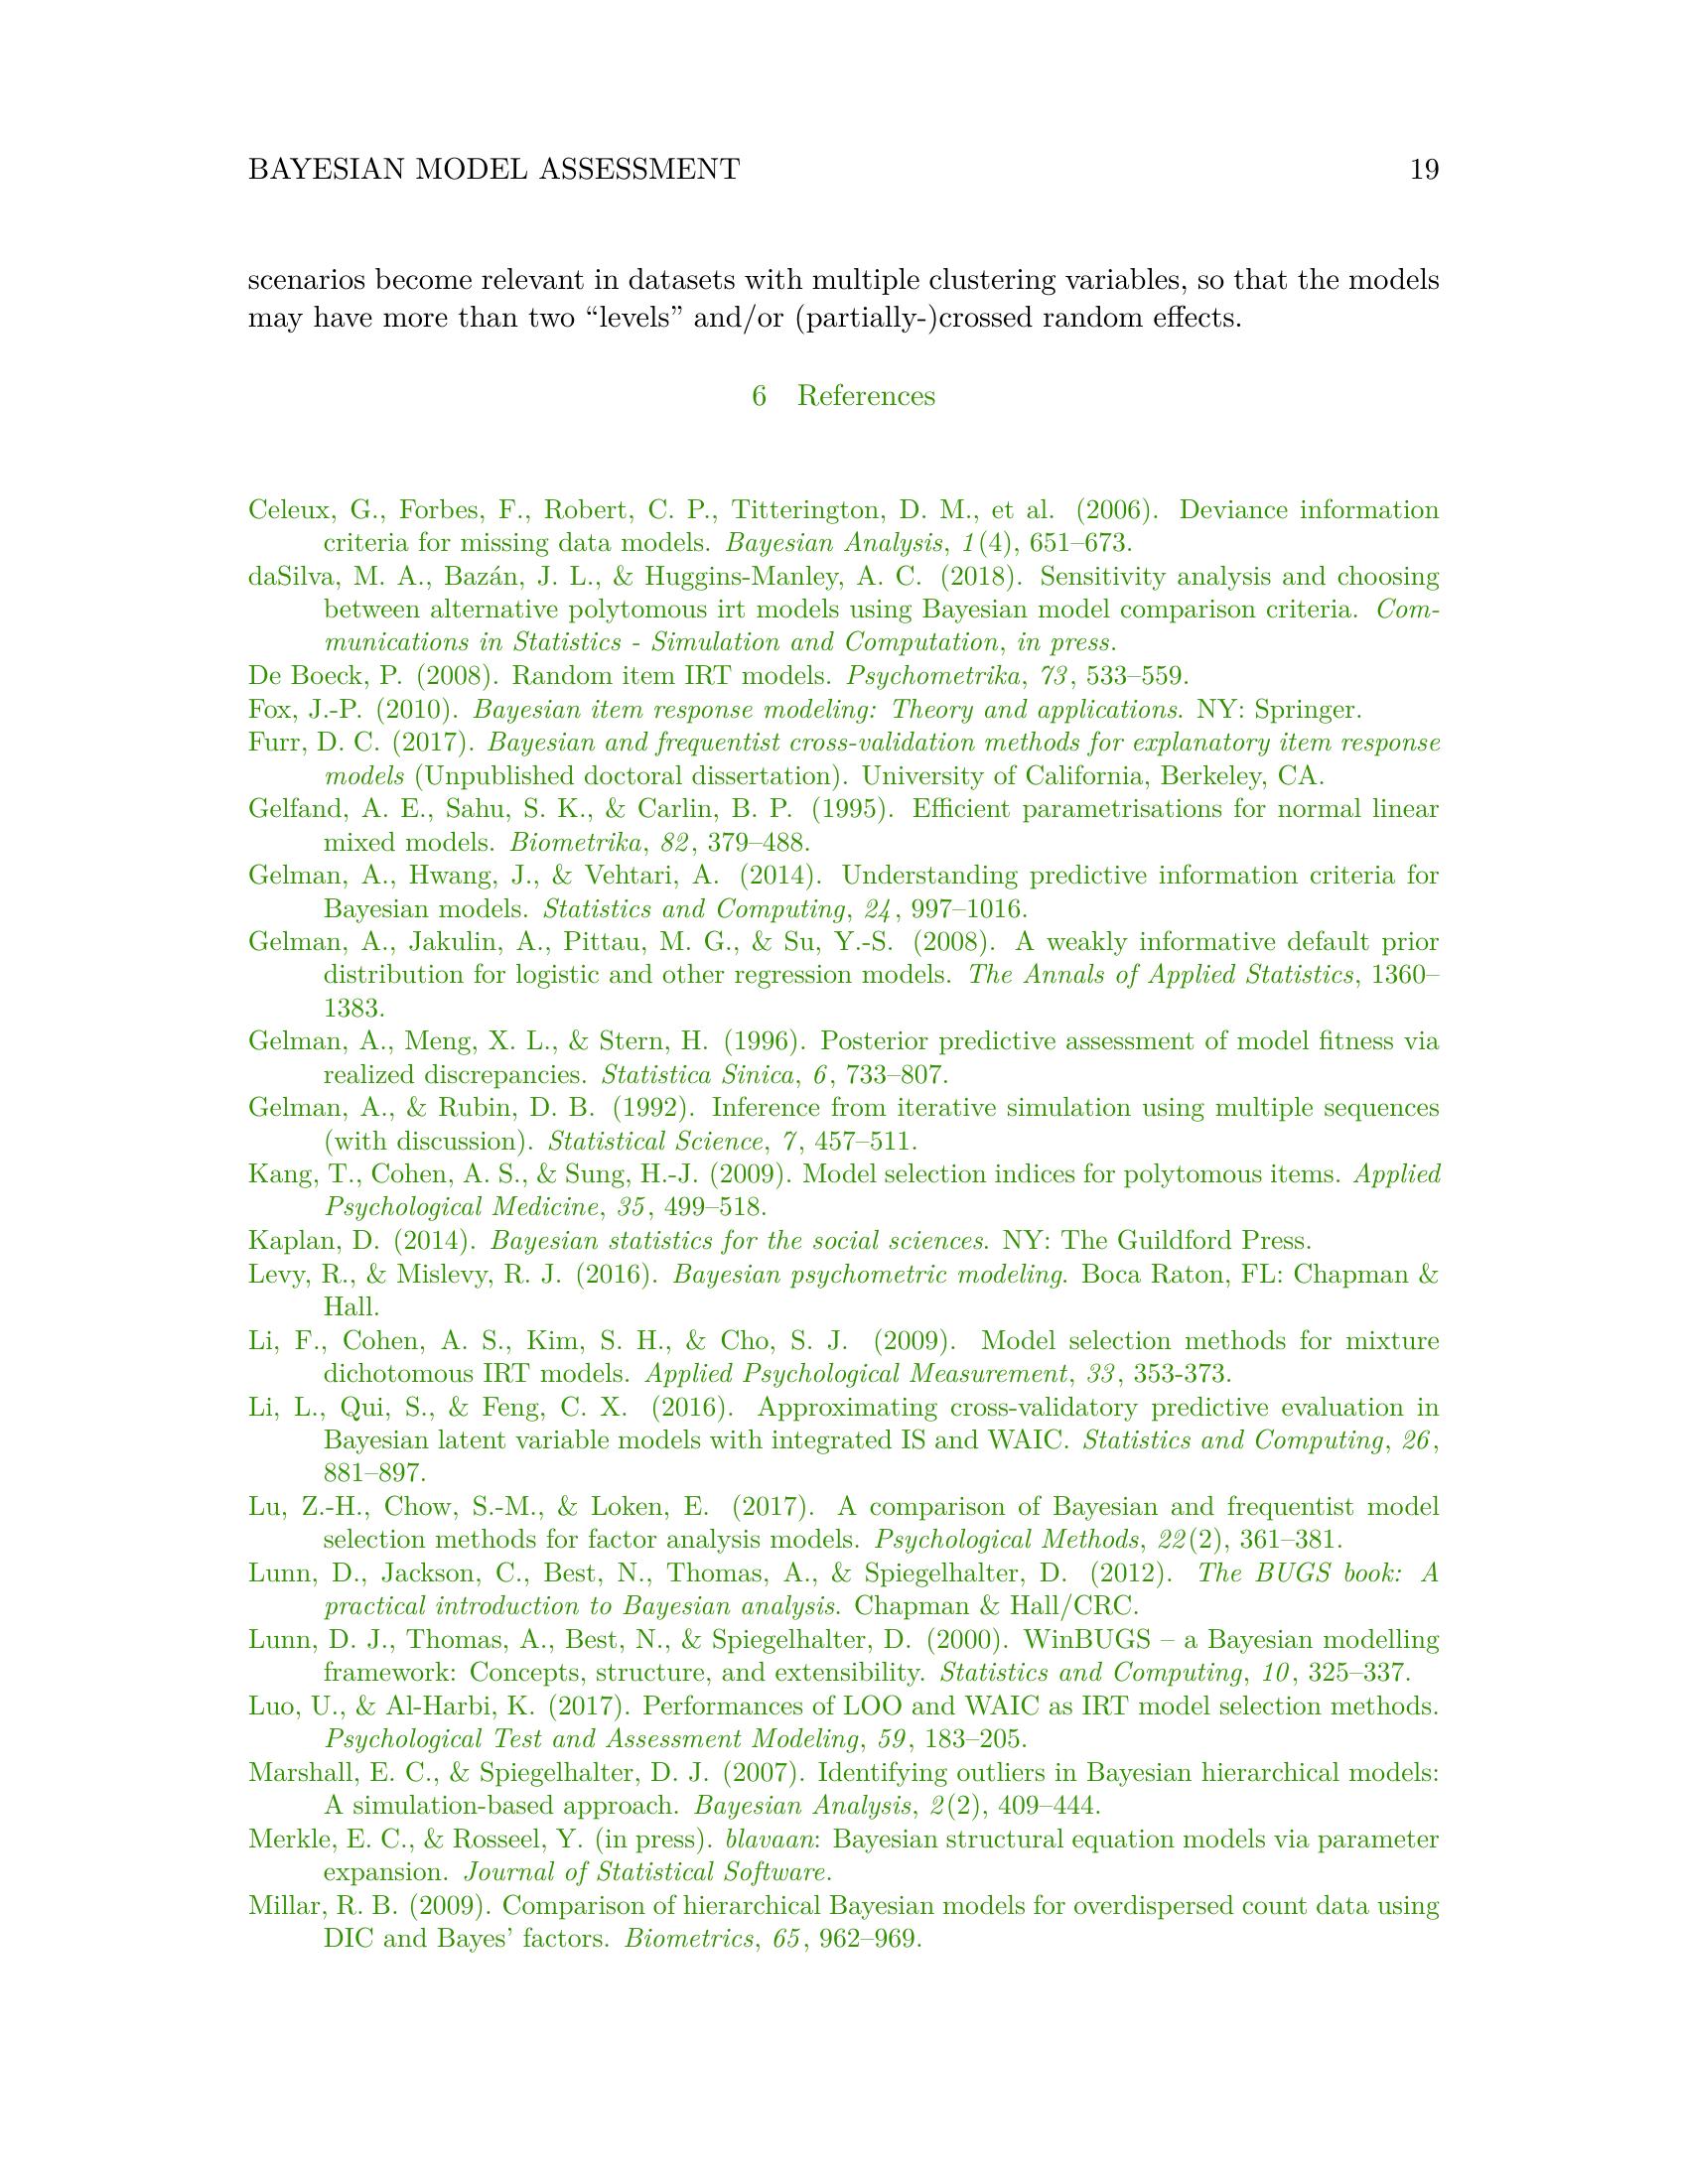 BAYESIAN MODEL ASSESSMENT 19
scenarios become relevant in datasets with multiple clustering variables, so that the models
may have more than two “levels” and/or (partially-)crossed random effects.
6 References
Celeux, G., Forbes, F., Robert, C. P., Titterington, D. M., et al. (2006). Deviance information
criteria for missing data models. Bayesian Analysis, 1(4), 651–673.
daSilva, M. A., Bazán, J. L., & Huggins-Manley, A. C. (2018). Sensitivity analysis and choosing
between alternative polytomous irt models using Bayesian model comparison criteria. Com-
munications in Statistics - Simulation and Computation, in press.
De Boeck, P. (2008). Random item IRT models. Psychometrika, 73, 533–559.
Fox, J.-P. (2010). Bayesian item response modeling: Theory and applications. NY: Springer.
Furr, D. C. (2017). Bayesian and frequentist cross-validation methods for explanatory item response
models (Unpublished doctoral dissertation). University of California, Berkeley, CA.
Gelfand, A. E., Sahu, S. K., & Carlin, B. P. (1995). Efficient parametrisations for normal linear
mixed models. Biometrika, 82, 379–488.
Gelman, A., Hwang, J., & Vehtari, A. (2014). Understanding predictive information criteria for
Bayesian models. Statistics and Computing, 24, 997–1016.
Gelman, A., Jakulin, A., Pittau, M. G., & Su, Y.-S. (2008). A weakly informative default prior
distribution for logistic and other regression models. The Annals of Applied Statistics, 1360–
1383.
Gelman, A., Meng, X. L., & Stern, H. (1996). Posterior predictive assessment of model fitness via
realized discrepancies. Statistica Sinica, 6, 733–807.
Gelman, A., & Rubin, D. B. (1992). Inference from iterative simulation using multiple sequences
(with discussion). Statistical Science, 7, 457–511.
Kang, T., Cohen, A. S., & Sung, H.-J. (2009). Model selection indices for polytomous items. Applied
Psychological Medicine, 35, 499–518.
Kaplan, D. (2014). Bayesian statistics for the social sciences. NY: The Guildford Press.
Levy, R., & Mislevy, R. J. (2016). Bayesian psychometric modeling. Boca Raton, FL: Chapman &
Hall.
Li, F., Cohen, A. S., Kim, S. H., & Cho, S. J. (2009). Model selection methods for mixture
dichotomous IRT models. Applied Psychological Measurement, 33, 353-373.
Li, L., Qui, S., & Feng, C. X. (2016). Approximating cross-validatory predictive evaluation in
Bayesian latent variable models with integrated IS and WAIC. Statistics and Computing, 26,
881–897.
Lu, Z.-H., Chow, S.-M., & Loken, E. (2017). A comparison of Bayesian and frequentist model
selection methods for factor analysis models. Psychological Methods, 22(2), 361–381.
Lunn, D., Jackson, C., Best, N., Thomas, A., & Spiegelhalter, D. (2012). The BUGS book: A
practical introduction to Bayesian analysis. Chapman & Hall/CRC.
Lunn, D. J., Thomas, A., Best, N., & Spiegelhalter, D. (2000). WinBUGS – a Bayesian modelling
framework: Concepts, structure, and extensibility. Statistics and Computing, 10, 325–337.
Luo, U., & Al-Harbi, K. (2017). Performances of LOO and WAIC as IRT model selection methods.
Psychological Test and Assessment Modeling, 59, 183–205.
Marshall, E. C., & Spiegelhalter, D. J. (2007). Identifying outliers in Bayesian hierarchical models:
A simulation-based approach. Bayesian Analysis, 2(2), 409–444.
Merkle, E. C., & Rosseel, Y. (in press). blavaan: Bayesian structural equation models via parameter
expansion. Journal of Statistical Software.
Millar, R. B. (2009). Comparison of hierarchical Bayesian models for overdispersed count data using
DIC and Bayes’ factors. Biometrics, 65, 962–969.